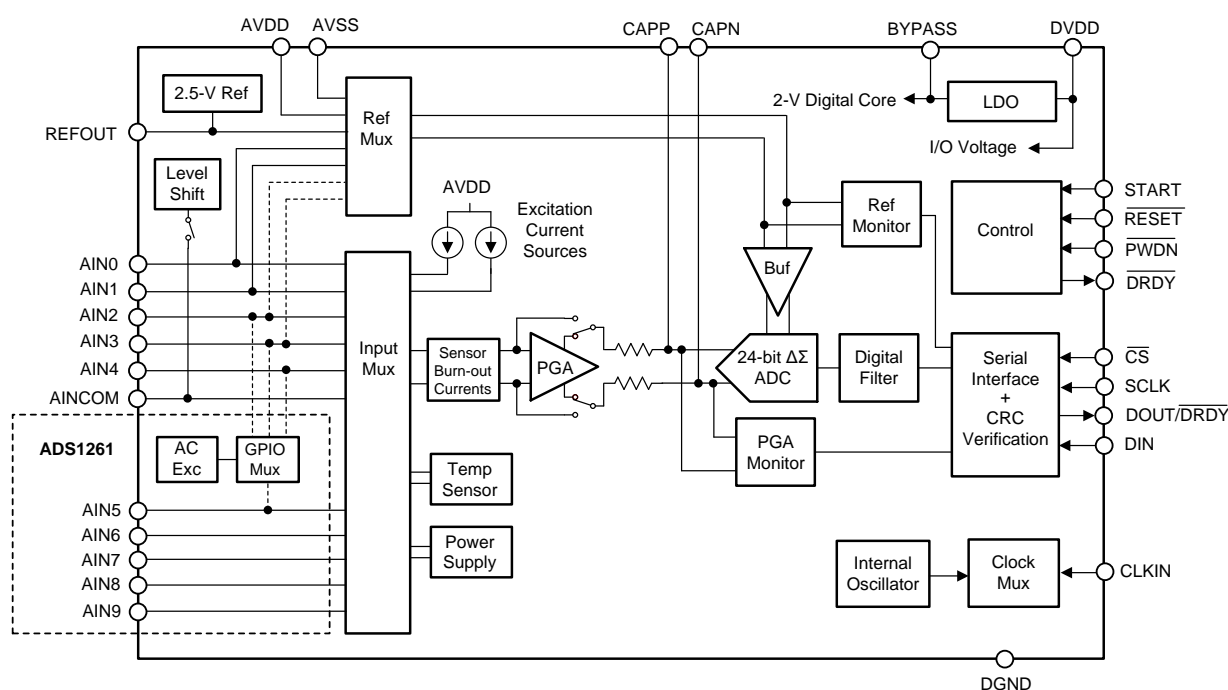 AVDD
AVSS
CAPP
CAPN
BYPASS
DVDD
2.5-V Ref
REFOUT
Ref
Mux
2-V Digital Core
LDO
I/O Voltage
Level
Shift
AVDD
Excitation
Current
Sources
Ref
Monitor
Control
START
RESET
PWDN
DRDY
AIN0
AIN1
AIN2
AIN3
AIN4
AINCOM
Input
Mux
Sensor
Burn-out
Currents
PGA
Buf
24-bit ΔΣ
ADC
Digital
Filter
Serial
Interface
+
CRC
Verification
CS
SCLK
DOUT/DRDY
DIN
PGA
Monitor
ADS1261
AC
Exc
GPIO
Mux
Temp
Sensor
Power
Supply
AIN5
AIN6
AIN7
AIN8
AIN9
Internal
Oscillator
Clock
Mux
CLKIN
DGND